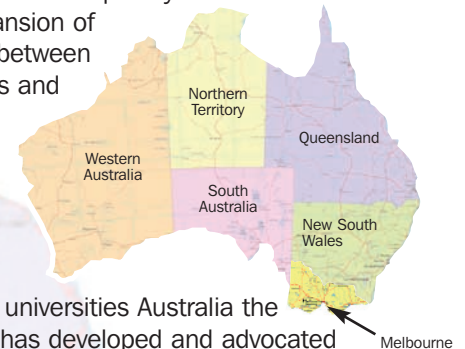 ansion of
between
s and
Northern
Territory
Queensland
Western
Australia
South
Australia
New South
Wales
universities Australia the
has developed and advocated
Melbourne